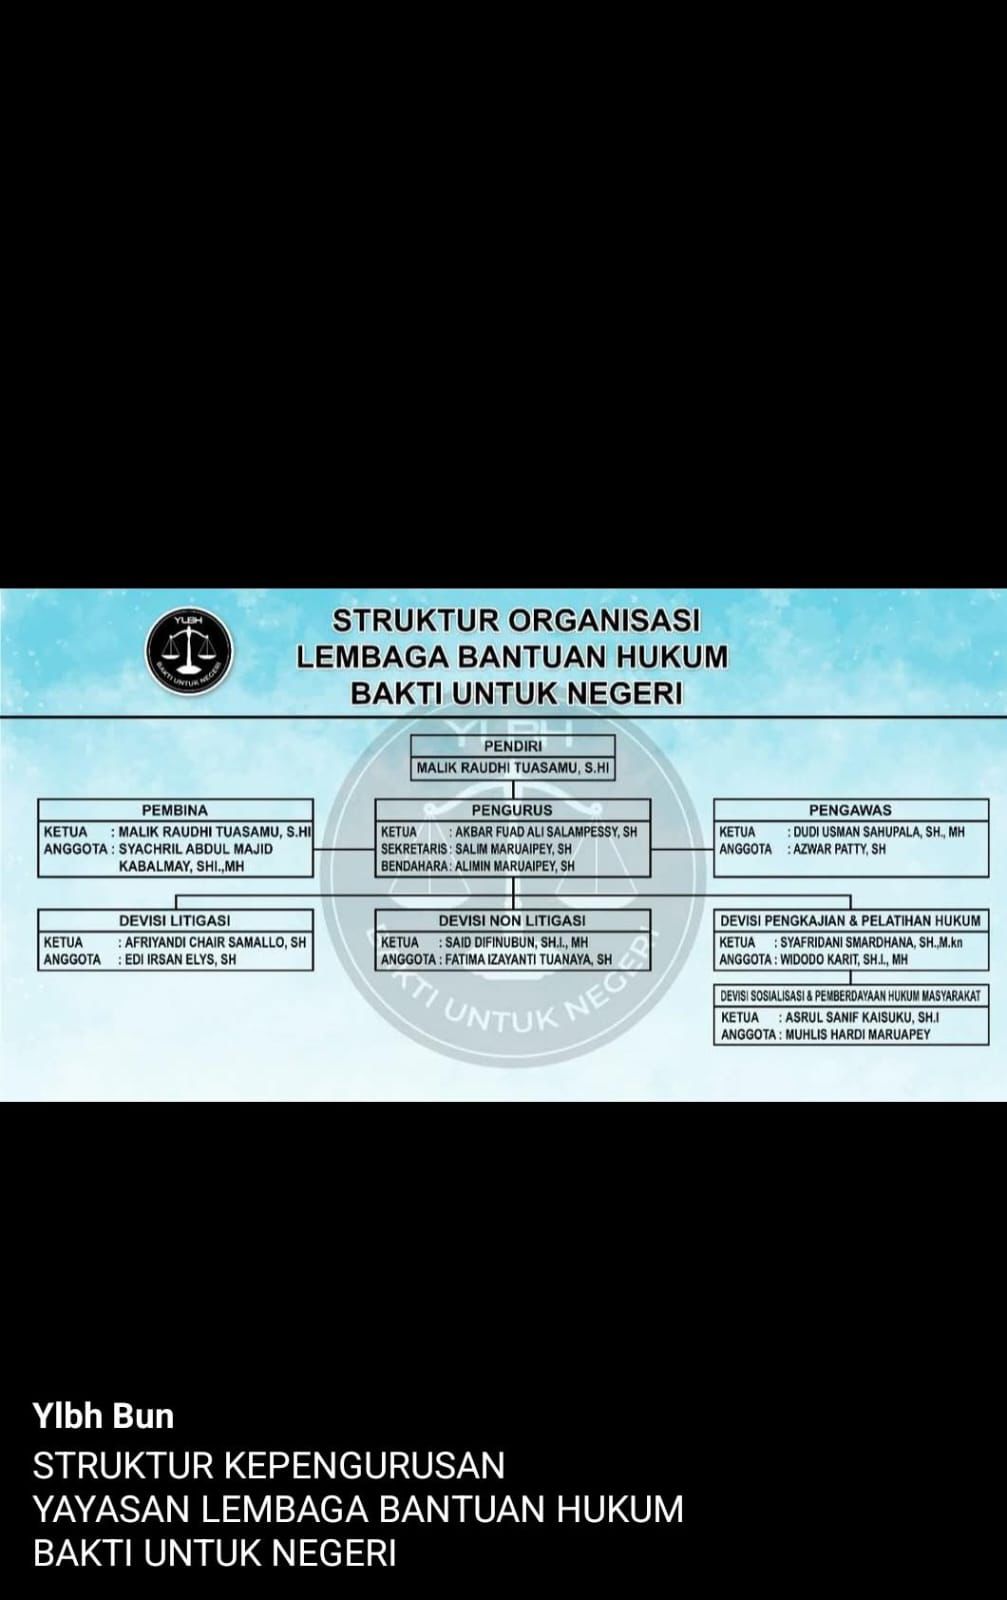 YLBH
BAKTI UNTUK NEGERI
STRUKTUR ORGANISASI
LEMBAGA BANTUAN HUKUM
BAKTI UNTUK NEGERI
YLBH
PENDIRI
MALIK RAUDHI TUASAMU, S.HI
PEMBINA
KETUA : MALIK RAUDHI TUASAMU, S.HI
ANGGOTA : SYACHRIL ABDUL MAJID
KABALMAY, SHI.,MH
PENGURUS
KETUA : AKBAR FUAD ALI SALAMPESSY, SH
SEKRETARIS : SALIM MARUAIPEY, SH
BENDAHARA : ALIMIN MARUAIPEY, SH
PENGAWAS
KETUA : DUDI USMAN SAHUPALA, SH., MH
ANGGOTA : AZWAR PATTY, SH
DEVISI LITIGASI
KETUA : AFRIYANDI CHAIR SAMALLO, SH
ANGGOTA : EDI IRSAN ELYS, SH
DEVISI NON LITIGASI
KETUA : SAID DIFINUBUN, SH.I., MH
ANGGOTA : FATIMA IZAYANTI TUANAYA, SH
DEVISI PENGKAJIAN & PELATIHAN HUKUM
KETUA : SYAFRIDANI SMARDHANA, SH.,M.kn
ANGGOTA : WIDODO KARIT, SH.I., MH
DEVISI SOSIALISASI & PEMBERDAYAAN HUKUM MASYARAKAT
KETUA : ASRUL SANIF KAISUKU, SH.I
ANGGOTA : MUHLIS HARDI MARUAPEY
BAKTI UNTUK NEGERI
Ylbh Bun
STRUKTUR KEPENGURUSAN
YAYASAN LEMBAGA BANTUAN HUKUM
BAKTI UNTUK NEGERI